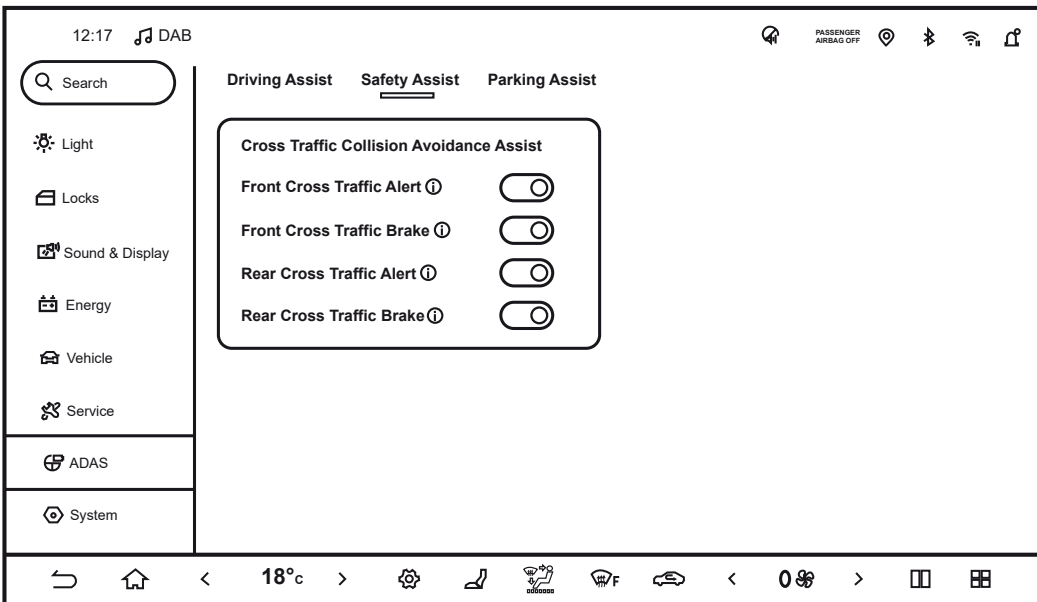 12:17 DAB
PASSENGER
AIRBAG OFF
Search
Driving Assist Safety Assist Parking Assist
Light
Locks
Sound & Display
Energy
Vehicle
Service
ADAS
System
Cross Traffic Collision Avoidance Assist
Front Cross Traffic Alert
Front Cross Traffic Brake
Rear Cross Traffic Alert
Rear Cross Traffic Brake
< 18°c > F < 0 >